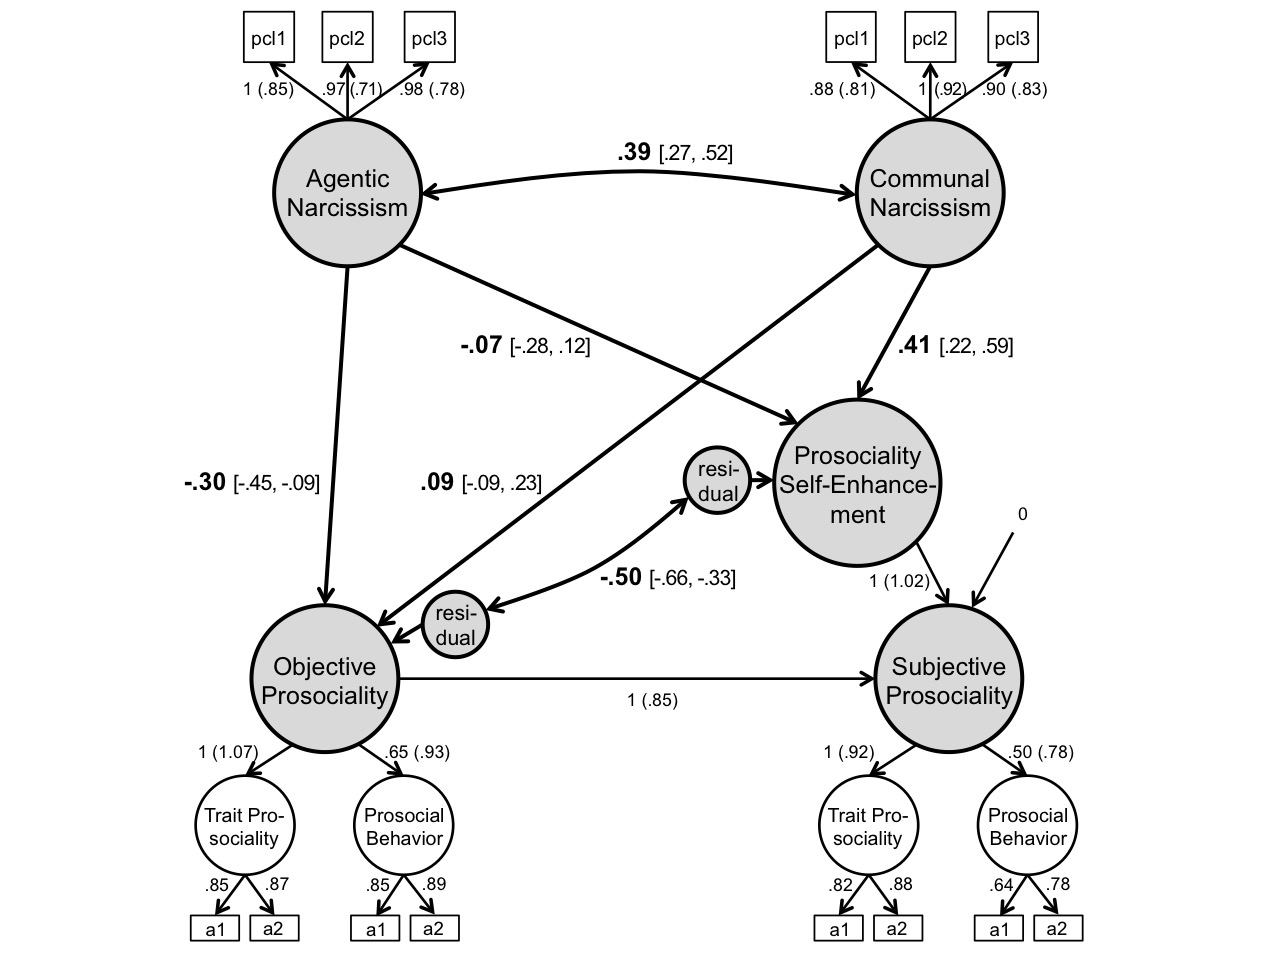 pcl1
pcl2
pcl3
pcl1
pcl2
pcl3
1 (.85)
.97(.71)
.98 (.78)
.88 (.81)
1 (.92)
.90 (.83)
Agentic
Narcissism
.39 [.27, .52]
Communal
Narcissism
-.07 [-.28, .12]
.41 [.22, .59]
-.30 [-.45, -.09]
.09 [-.09, .23]
resi-
dual
Prosociality
Self-Enhance-
ment
0
-.50 [-.66, -.33]
1 (1.02)
resi-
dual
Objective
Prosociality
1 (.85)
Subjective
Prosociality
1 (1.07)
.65 (.93)
1 (.92)
.50 (.78)
Trait Pro-
sociality
Prosocial
Behavior
Trait Pro-
sociality
Prosocial
Behavior
.85
.87
.85
.89
.82
.88
.64
.78
a1
a2
a1
a2
a1
a2
a1
a2